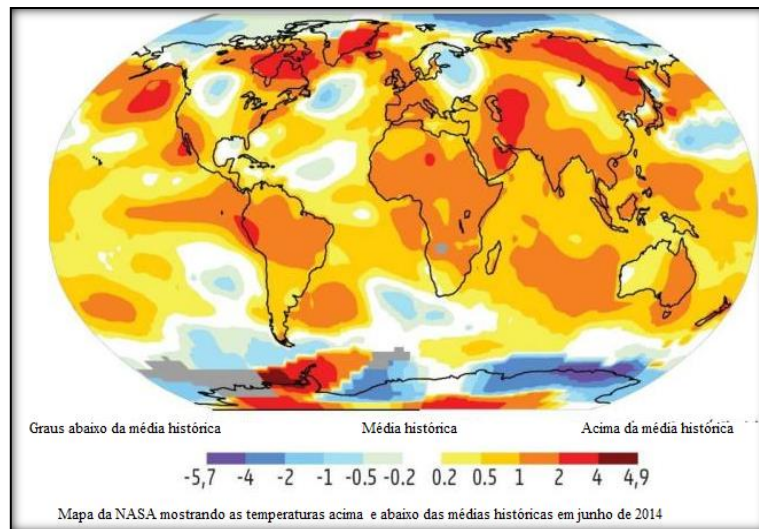 Graus abaixo da média histórica Média histórica Acima da média histórica
-5,7 -4 -2 -1 -0.5 -0.2 0.2 0.5 1 2 4 4,9
Mapa da NASA mostrando as temperaturas acima e abaixo das médias históricas em junho de 2014